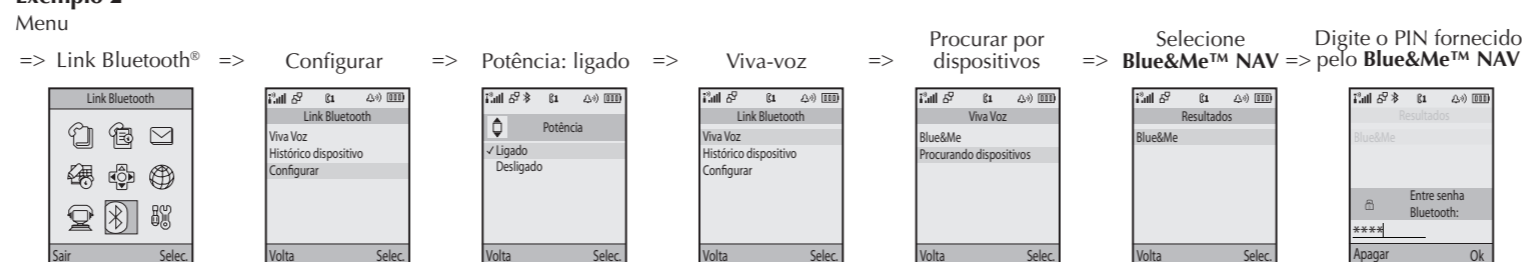 Exemplo 2
Menu
=> Link Bluetooth® => Configurar => Potência: ligado => Viva-voz => Procurar por dispositivos => Selecione Blue&Me™ NAV => Digite o PIN fornecido pelo Blue&Me™ NAV
Link Bluetooth
Sair Selec.
Link Bluetooth
Viva Voz
Histórico dispositivo
Configurar
Volta Selec.
Potência
✓Ligado
Desligado
Volta Selec.
Link Bluetooth
Viva Voz
Histórico dispositivo
Configurar
Volta Selec.
Viva Voz
Blue&Me
Procurando dispositivos
Volta Selec.
Resultados
Blue&Me
Volta Selec.
Resultados
Blue&Me
Entre senha
Bluetooth:
****
Apagar Ok